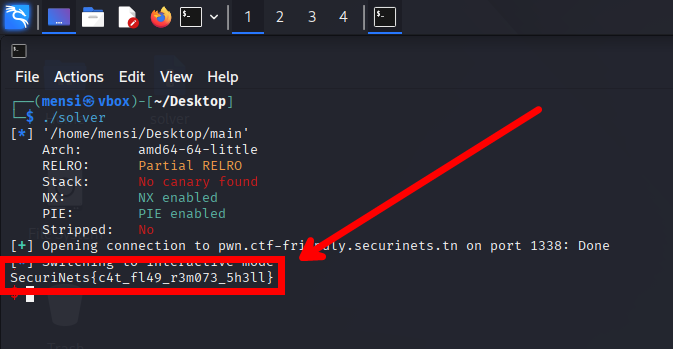 1 2 3 4
File Actions Edit View Help
┌──(mensi㉿vbox)-[~/Desktop]
└─$ ./solver
[*] '/home/mensi/Desktop/main'
Arch: amd64-64-little
RELRO: Partial RELRO
Stack: No canary found
NX: NX enabled
PIE: PIE enabled
Stripped: No
[+] Opening connection to pwn.ctf-friendly.securinets.tn on port 1338: Done
[*] Switching to interactive mode
SecuriNets{c4t_fl49_r3m073_5h3ll}
$